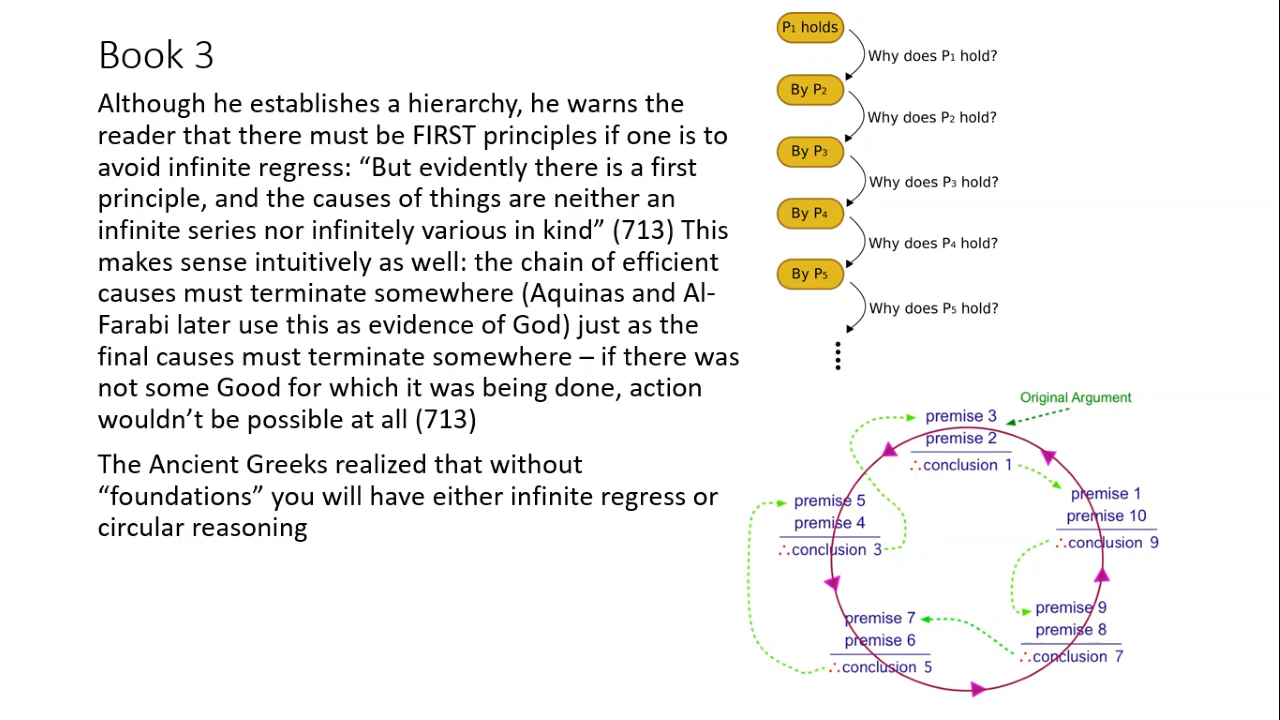 Book 3
Although he establishes a hierarchy, he warns the
reader that there must be FIRST principles if one is to
avoid infinite regress: “But evidently there is a first
principle, and the causes of things are neither an
infinite series nor infinitely various in kind” (713) This
makes sense intuitively as well: the chain of efficient
causes must terminate somewhere (Aquinas and Al-
Farabi later use this as evidence of God) just as the
final causes must terminate somewhere – if there was
not some Good for which it was being done, action
wouldn’t be possible at all (713)
The Ancient Greeks realized that without
“foundations” you will have either infinite regress or
circular reasoning
P₁ holds
Why does P₁ hold?
By P₂
Why does P₂ hold?
By P₃
Why does P₃ hold?
By P₄
Why does P₄ hold?
By P₅
Why does P₅ hold?
Original Argument
premise 3
premise 2
∴conclusion 1
premise 5
premise 4
∴conclusion 3
premise 1
premise 10
∴conclusion 9
premise 7
premise 6
∴conclusion 5
premise 9
premise 8
∴conclusion 7